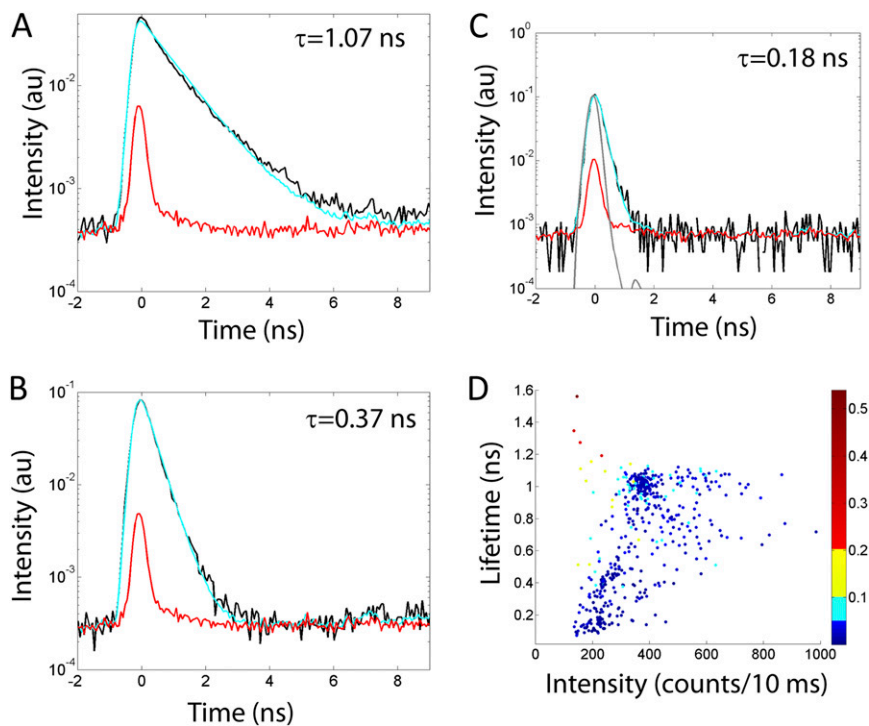 A
τ=1.07 ns
Intensity (au)
10⁻²
10⁻³
10⁻⁴
-2 0 2 4 6 8
Time (ns)
B
τ=0.37 ns
Intensity (au)
10⁻¹
10⁻²
10⁻³
10⁻⁴
-2 0 2 4 6 8
Time (ns)
C
τ=0.18 ns
Intensity (au)
10⁰
10⁻¹
10⁻²
10⁻³
10⁻⁴
-2 0 2 4 6 8
Time (ns)
D
Lifetime (ns)
1.6
1.4
1.2
1
0.8
0.6
0.4
0.2
0 200 400 600 800 1000
Intensity (counts/10 ms)
0.5
0.4
0.3
0.2
0.1